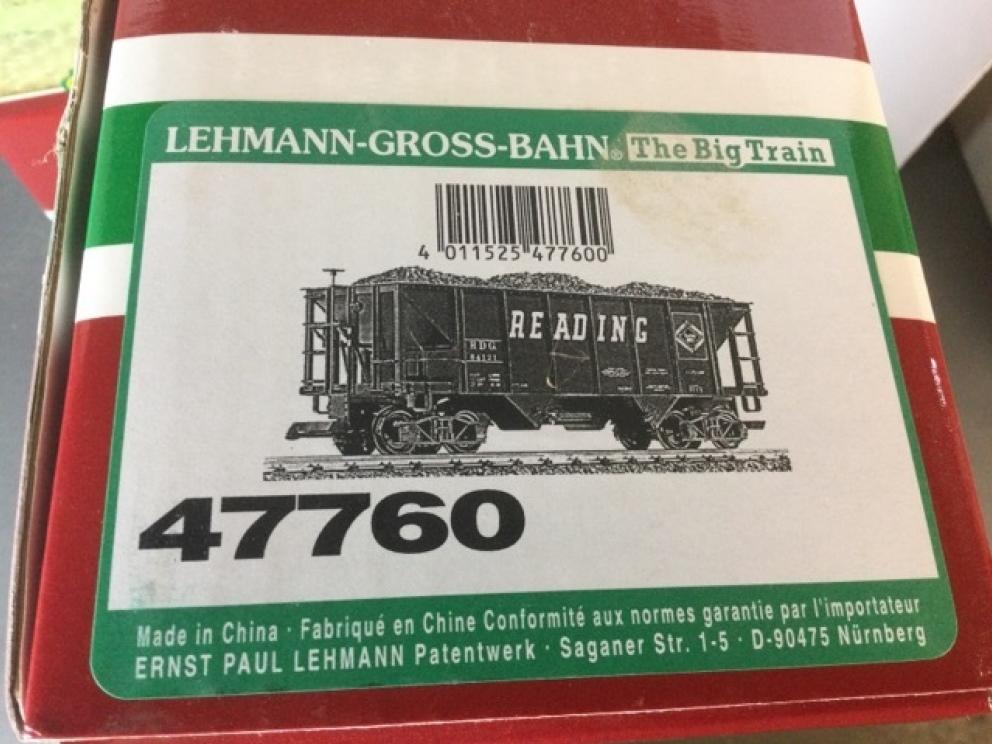 LEHMANN-GROSS-BAHN® The Big Train
4 011525 477600
READING
RDG
47760
Made in China · Fabriqué en Chine Conformité aux normes garantie par l'importateur
ERNST PAUL LEHMANN Patentwerk · Saganer Str. 1-5 · D-90475 Nürnberg